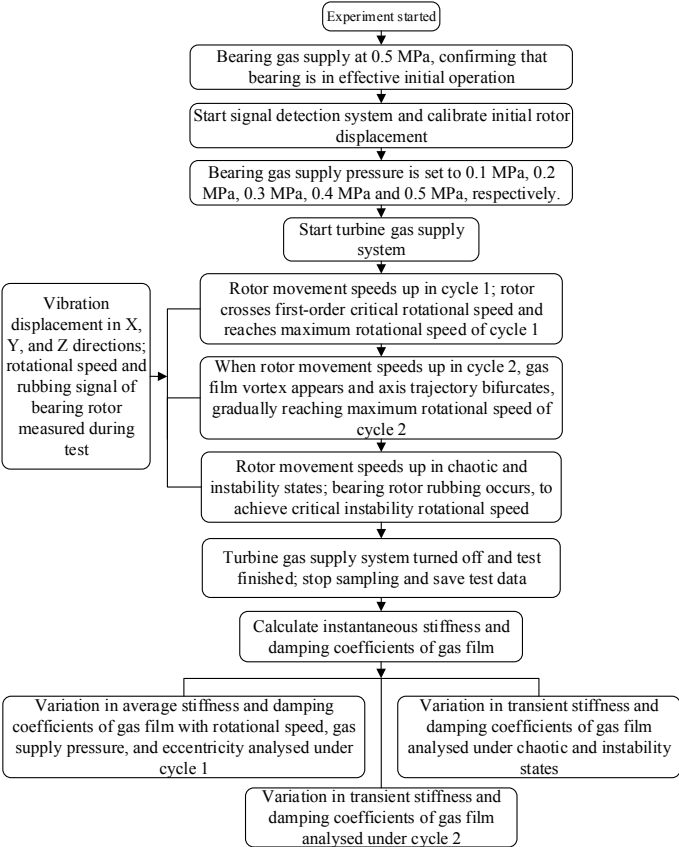 Experiment started
Bearing gas supply at 0.5 MPa, confirming that
bearing is in effective initial operation
Start signal detection system and calibrate initial rotor
displacement
Bearing gas supply pressure is set to 0.1 MPa, 0.2
MPa, 0.3 MPa, 0.4 MPa and 0.5 MPa, respectively.
Start turbine gas supply
system
Vibration
displacement in X,
Y, and Z directions;
rotational speed and
rubbing signal of
bearing rotor
measured during
test
Rotor movement speeds up in cycle 1; rotor
crosses first-order critical rotational speed and
reaches maximum rotational speed of cycle 1
When rotor movement speeds up in cycle 2, gas
film vortex appears and axis trajectory bifurcates,
gradually reaching maximum rotational speed of
cycle 2
Rotor movement speeds up in chaotic and
instability states; bearing rotor rubbing occurs, to
achieve critical instability rotational speed
Turbine gas supply system turned off and test
finished; stop sampling and save test data
Calculate instantaneous stiffness and
damping coefficients of gas film
Variation in average stiffness and damping
coefficients of gas film with rotational speed, gas
supply pressure, and eccentricity analysed under
cycle 1
Variation in transient stiffness and
damping coefficients of gas film
analysed under cycle 2
Variation in transient stiffness and
damping coefficients of gas film
analysed under chaotic and instability
states